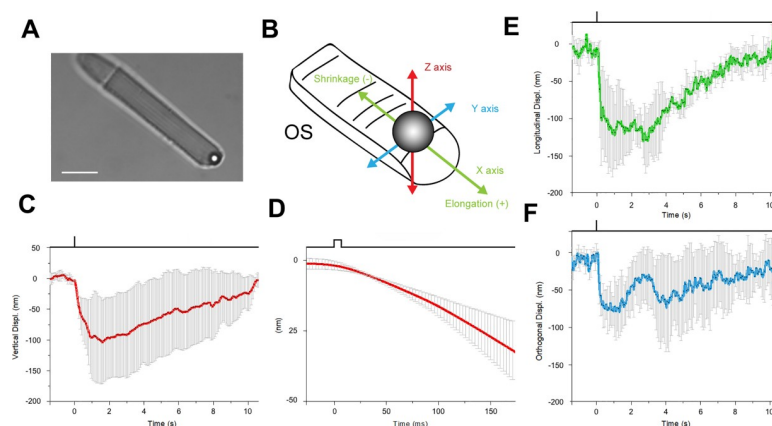 A
B
Z axis
Shrinkage (-)
Y axis
OS
X axis
Elongation (+)
C
50
0
-50
-100
-150
-200
Vertical Displ. (nm)
0
2
4
6
8
10
Time (s)
D
0
25
-50
(nm)
0
50
100
150
Time (ms)
E
0
-50
-100
-150
-200
Longitudinal Displ. (nm)
0
2
4
6
8
10
Time (s)
F
0
-50
-100
-150
-200
Orthogonal Displ. (nm)
0
2
4
6
8
10
Time (s)